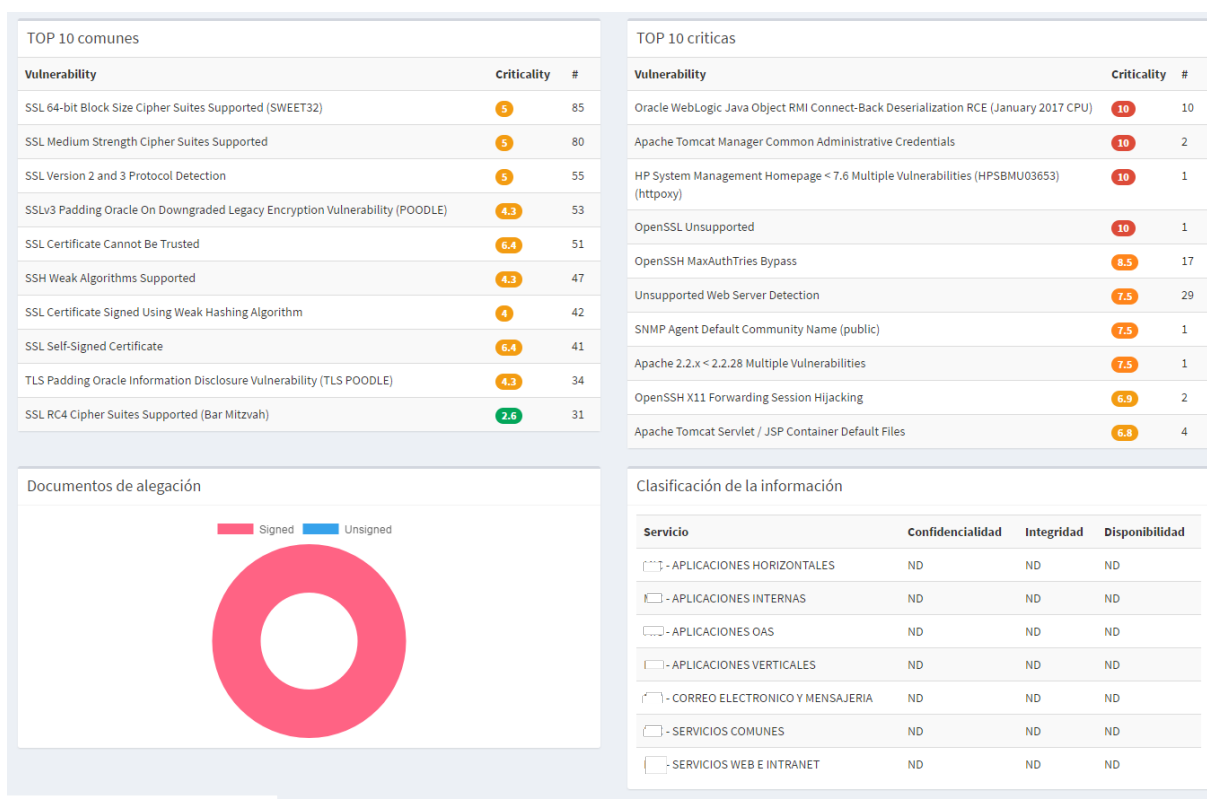 TOP 10 comunes
Vulnerability Criticality #
SSL 64-bit Block Size Cipher Suites Supported (SWEET32) 5 85
SSL Medium Strength Cipher Suites Supported 5 80
SSL Version 2 and 3 Protocol Detection 5 55
SSLv3 Padding Oracle On Downgraded Legacy Encryption Vulnerability (POODLE) 4.3 53
SSL Certificate Cannot Be Trusted 6.4 51
SSH Weak Algorithms Supported 4.3 47
SSL Certificate Signed Using Weak Hashing Algorithm 4 42
SSL Self-Signed Certificate 6.4 41
TLS Padding Oracle Information Disclosure Vulnerability (TLS POODLE) 4.3 34
SSL RC4 Cipher Suites Supported (Bar Mitzvah) 2.6 31
TOP 10 criticas
Vulnerability Criticality #
Oracle WebLogic Java Object RMI Connect-Back Deserialization RCE (January 2017 CPU) 10 10
Apache Tomcat Manager Common Administrative Credentials 10 2
HP System Management Homepage < 7.6 Multiple Vulnerabilities (HPSBMU03653)
(httpoxy) 10 1
OpenSSL Unsupported 10 1
OpenSSH MaxAuthTries Bypass 8.5 17
Unsupported Web Server Detection 7.5 29
SNMP Agent Default Community Name (public) 7.5 1
Apache 2.2.x < 2.2.28 Multiple Vulnerabilities 7.5 1
OpenSSH X11 Forwarding Session Hijacking 6.9 2
Apache Tomcat Servlet / JSP Container Default Files 6.8 4
Documentos de alegación
Signed Unsigned
Clasificación de la información
Servicio Confidencialidad Integridad Disponibilidad
- APLICACIONES HORIZONTALES ND ND ND
- APLICACIONES INTERNAS ND ND ND
- APLICACIONES OAS ND ND ND
- APLICACIONES VERTICALES ND ND ND
- CORREO ELECTRONICO Y MENSAJERIA ND ND ND
- SERVICIOS COMUNES ND ND ND
- SERVICIOS WEB E INTRANET ND ND ND